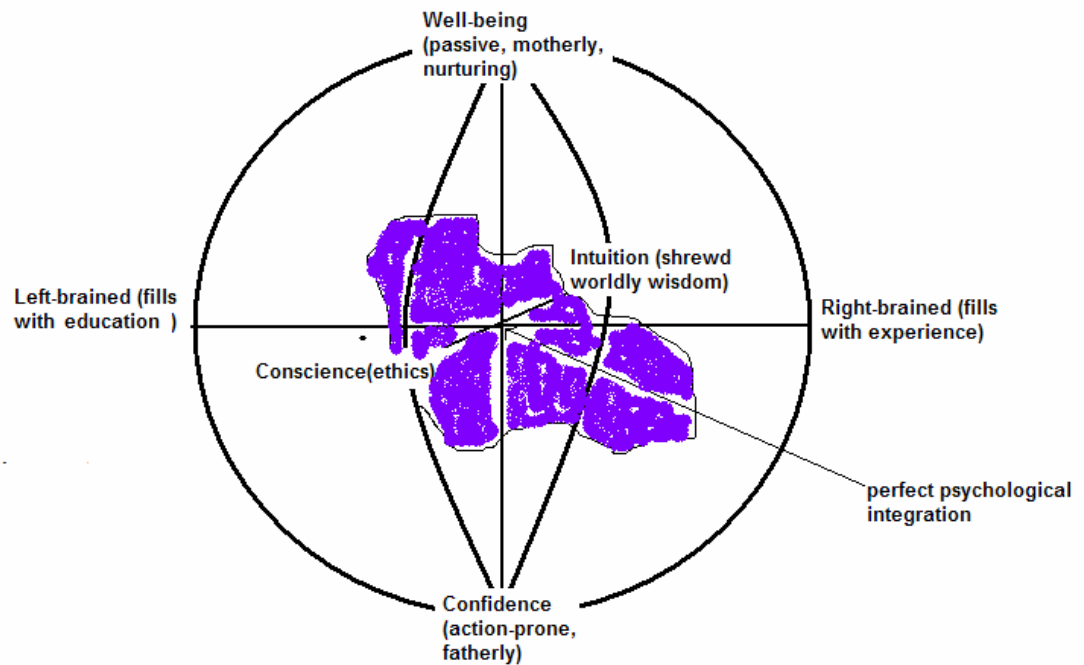 Well-being
(passive, motherly,
nurturing)
Intuition (shrewd
worldly wisdom)
Left-brained (fills
with education )
Right-brained (fills
with experience)
Conscience(ethics)
perfect psychological
integration
Confidence
(action-prone,
fatherly)